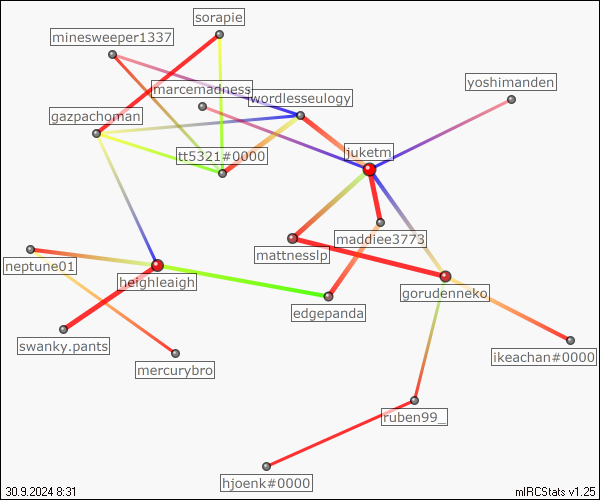 sorapie
minesweeper1337
yoshimanden
marcemadness
wordlesseulogy
gazpachoman
juketm
tt5321#0000
maddiee3773
mattnesslp
neptune01
heighleaigh
gorudenneko
edgepanda
swanky.pants
ikeachan#0000
mercurybro
ruben99_
hjoenk#0000
30.9.2024 8:31
mIRCStats v1.25